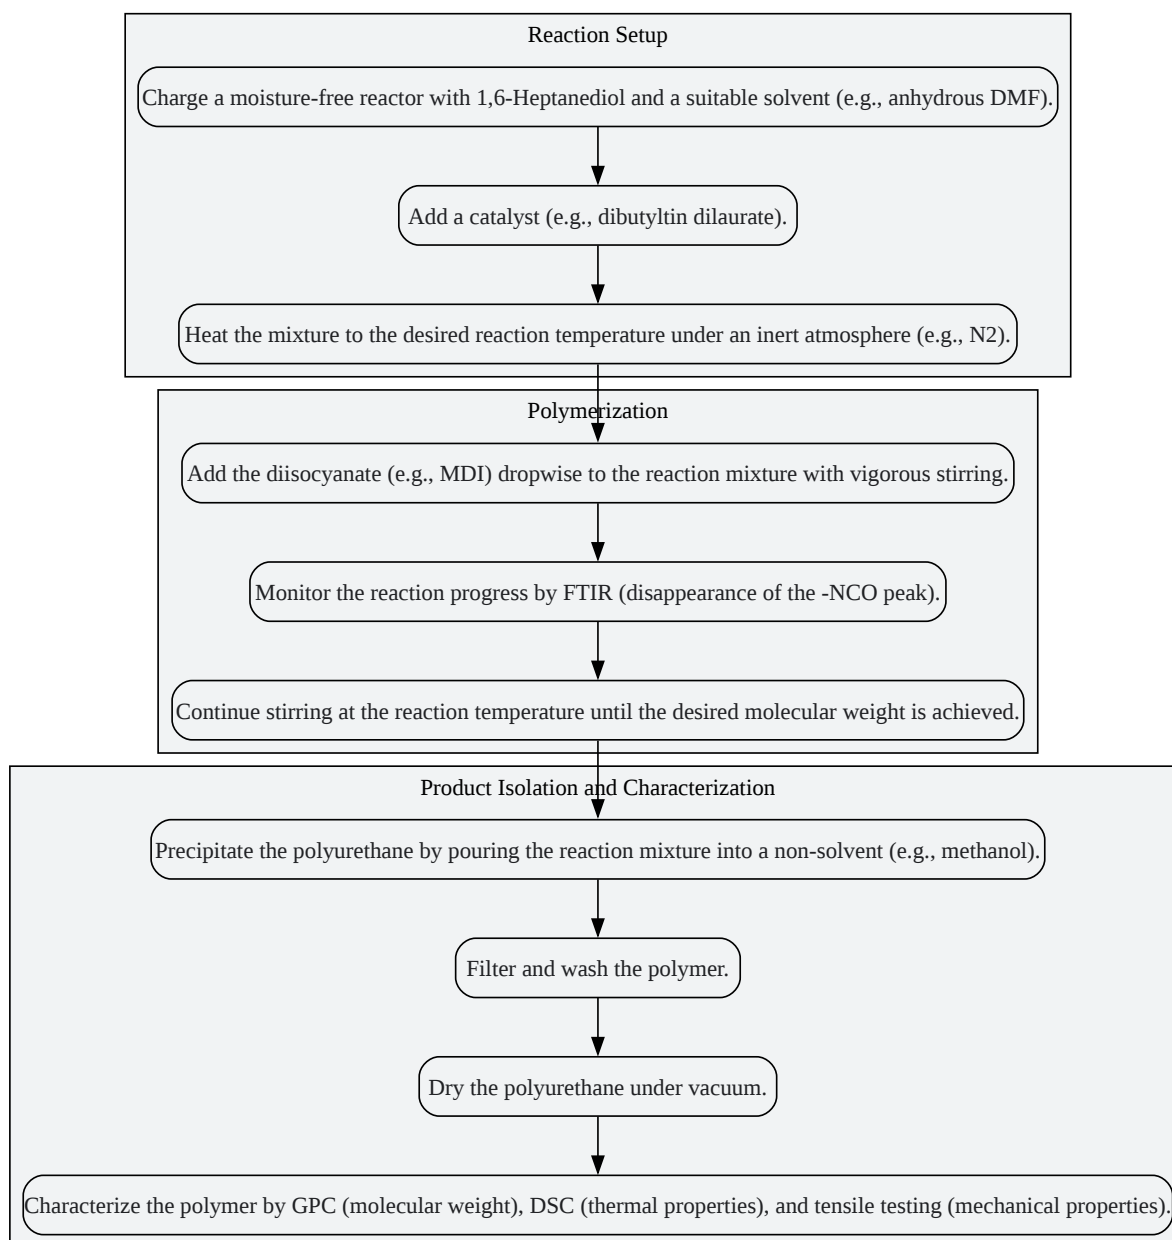 Reaction Setup
Charge a moisture-free reactor with 1,6-Heptanediol and a suitable solvent (e.g., anhydrous DMF).
Add a catalyst (e.g., dibutyltin dilaurate).
Heat the mixture to the desired reaction temperature under an inert atmosphere (e.g., N2).
Polymerization
Add the diisocyanate (e.g., MDI) dropwise to the reaction mixture with vigorous stirring.
Monitor the reaction progress by FTIR (disappearance of the -NCO peak).
Continue stirring at the reaction temperature until the desired molecular weight is achieved.
Product Isolation and Characterization
Precipitate the polyurethane by pouring the reaction mixture into a non-solvent (e.g., methanol).
Filter and wash the polymer.
Dry the polyurethane under vacuum.
Characterize the polymer by GPC (molecular weight), DSC (thermal properties), and tensile testing (mechanical properties).